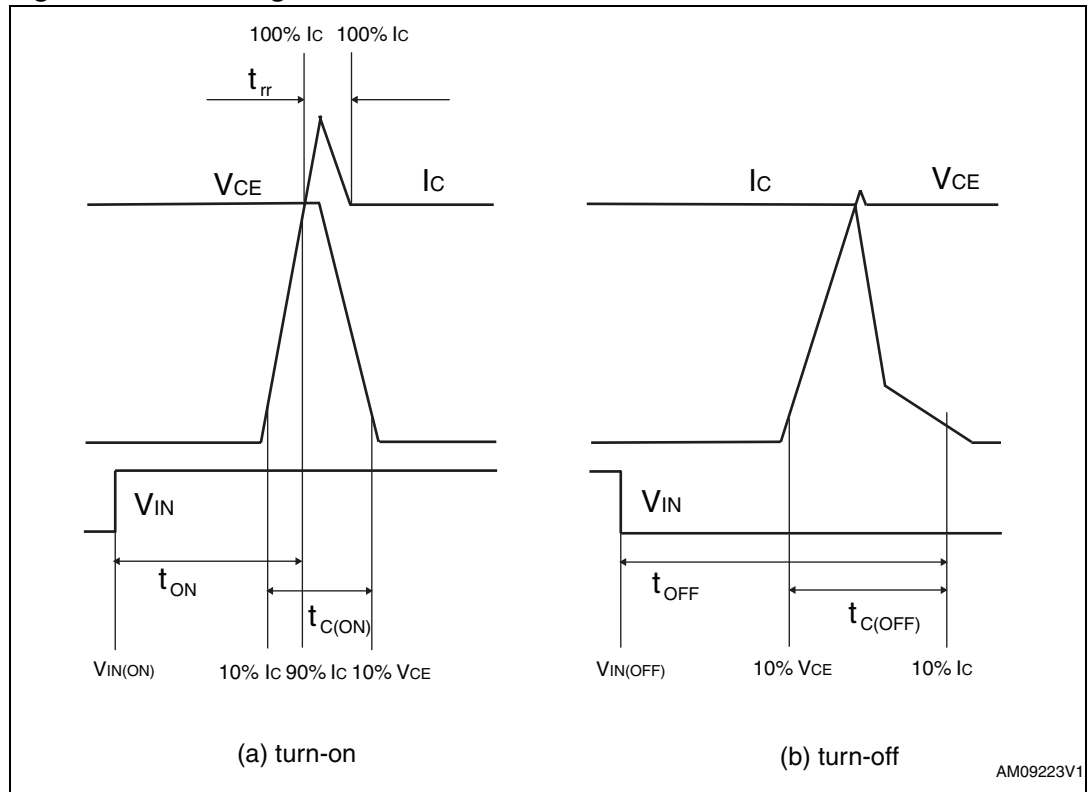 100% IC 100% IC
trr
VCE IC
VIN
tON
tC(ON)
VIN(ON) 10% IC 90% IC 10% VCE
(a) turn-on
IC VCE
VIN
tOFF
tC(OFF)
VIN(OFF) 10% VCE 10% IC
(b) turn-off
AM09223V1